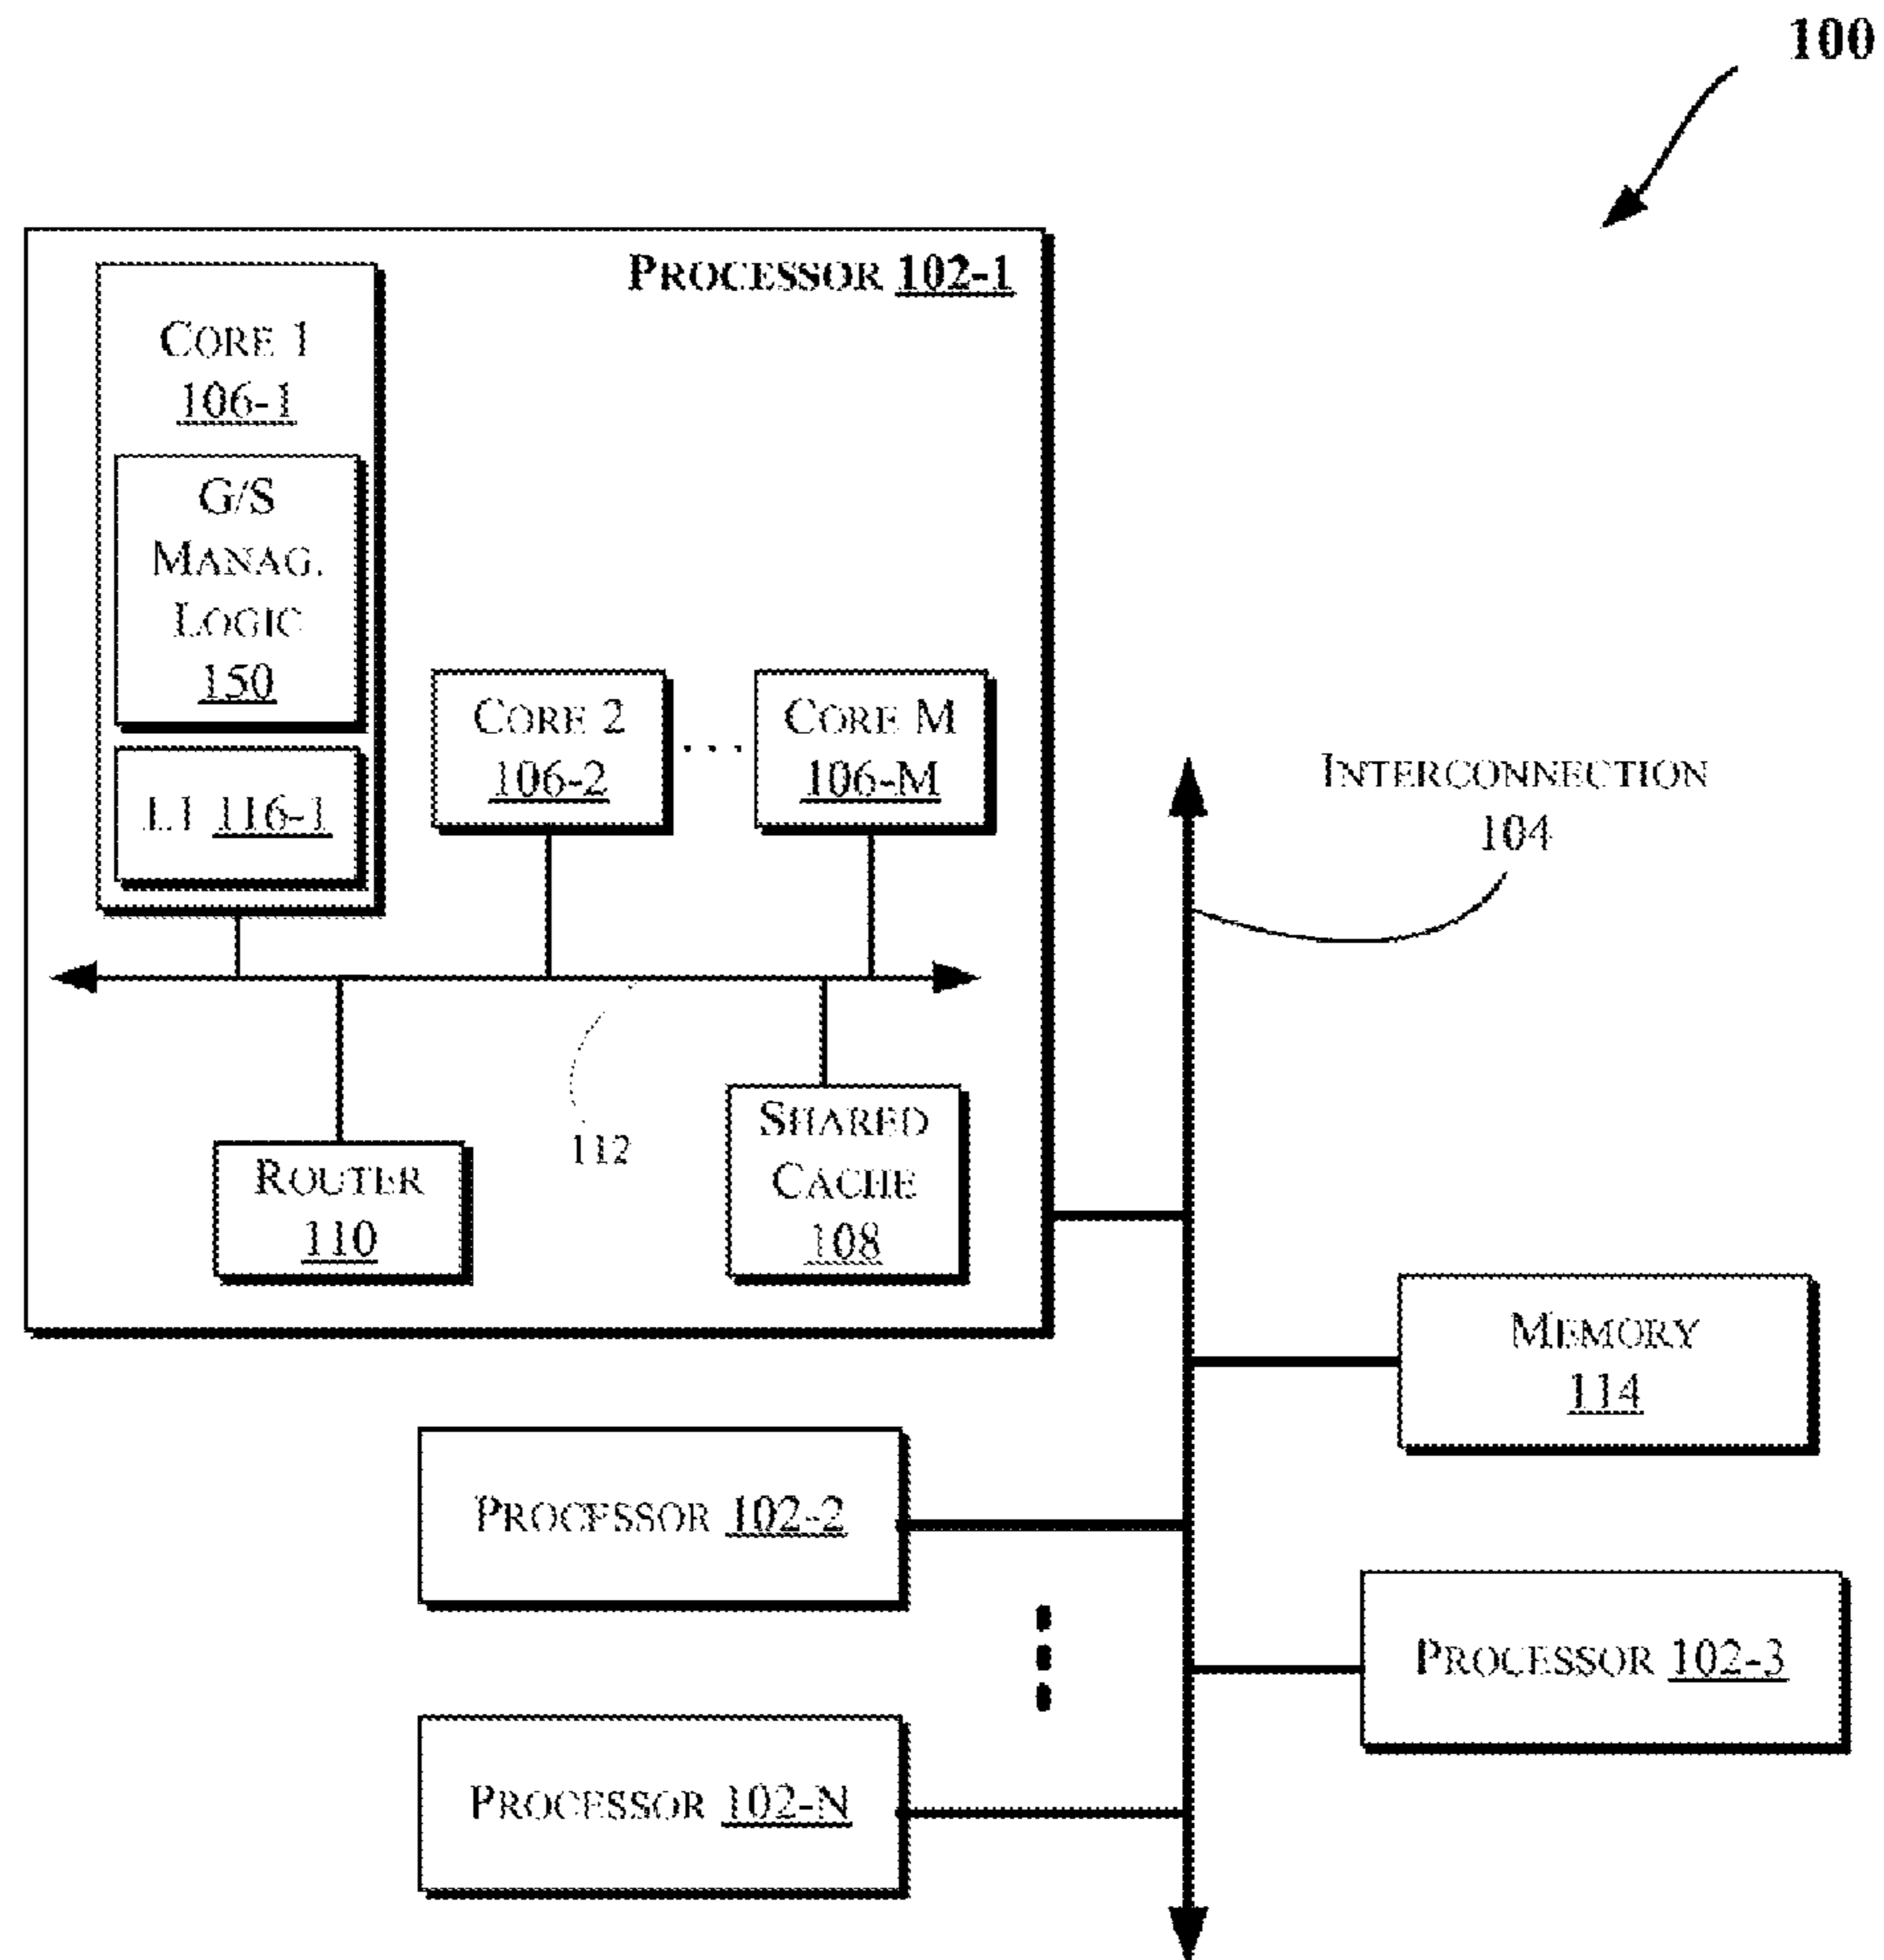 100
PROCESSOR 102-1
CORE 1
106-1
G/S
MANAG.
LOGIC
150
L1 116-1
CORE 2
106-2
...
CORE M
106-M
INTERCONNECTION
104
112
ROUTER
110
SHARED
CACHE
108
MEMORY
114
PROCESSOR 102-2
PROCESSOR 102-3
PROCESSOR 102-N